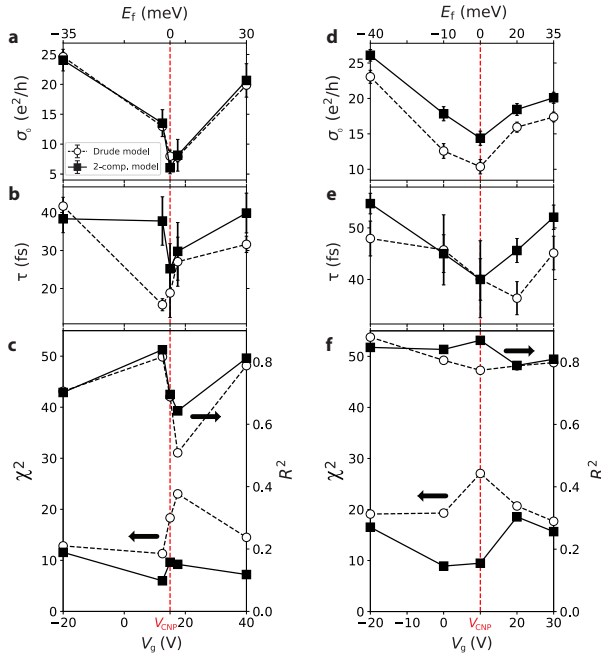 E_f (meV)
−35 0 30
a
σ₀ (e²/h)
25
20
15
10
5
Drude model
2-comp. model
b
τ (fs)
40
30
20
c
χ²
50
40
30
20
10
0
R²
0.8
0.6
0.4
0.2
0.0
−20 0 V_CNP 20 40
V_g (V)
E_f (meV)
−40 −10 0 20 35
d
σ₀ (e²/h)
25
20
15
10
e
τ (fs)
50
40
f
χ²
50
40
30
20
10
0
R²
0.8
0.6
0.4
0.2
0.0
−20 −10 0 V_CNP 20 30
V_g (V)